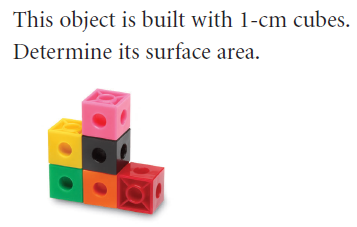 This object is built with 1-cm cubes.
Determine its surface area.